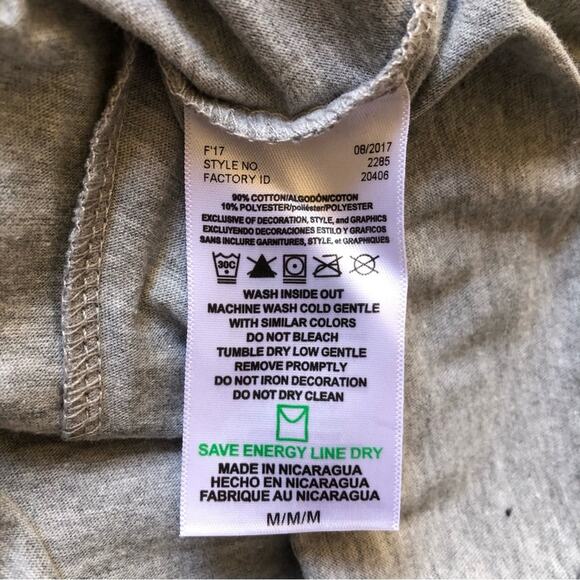 F'17 08/2017
STYLE NO 2285
FACTORY ID 20406
90% COTTON/ALGODÓN/COTON
10% POLYESTER/poliéster/POLYESTER
EXCLUSIVE OF DECORATION, STYLE, and GRAPHICS
EXCLUYENDO DECORACIONES ESTILO Y GRAFICOS
SANS INCLURE GARNITURES, STYLE, et GRAPHIQUES
30C
WASH INSIDE OUT
MACHINE WASH COLD GENTLE
WITH SIMILAR COLORS
DO NOT BLEACH
TUMBLE DRY LOW GENTLE
REMOVE PROMPTLY
DO NOT IRON DECORATION
DO NOT DRY CLEAN
SAVE ENERGY LINE DRY
MADE IN NICARAGUA
HECHO EN NICARAGUA
FABRIQUE AU NICARAGUA
M/M/M